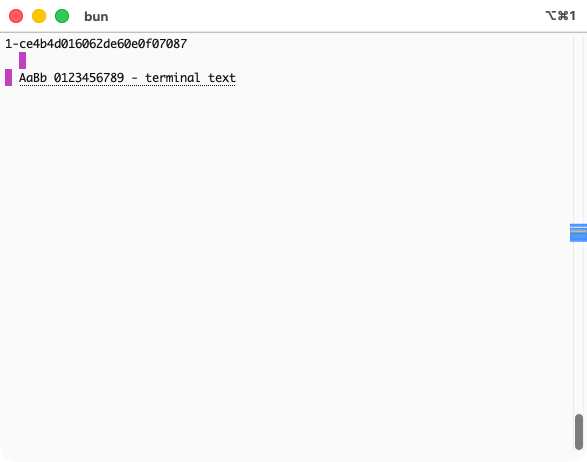 bun
⌥⌘1
1-ce4b4d016062de60e0f07087
AaBb 0123456789 - terminal text